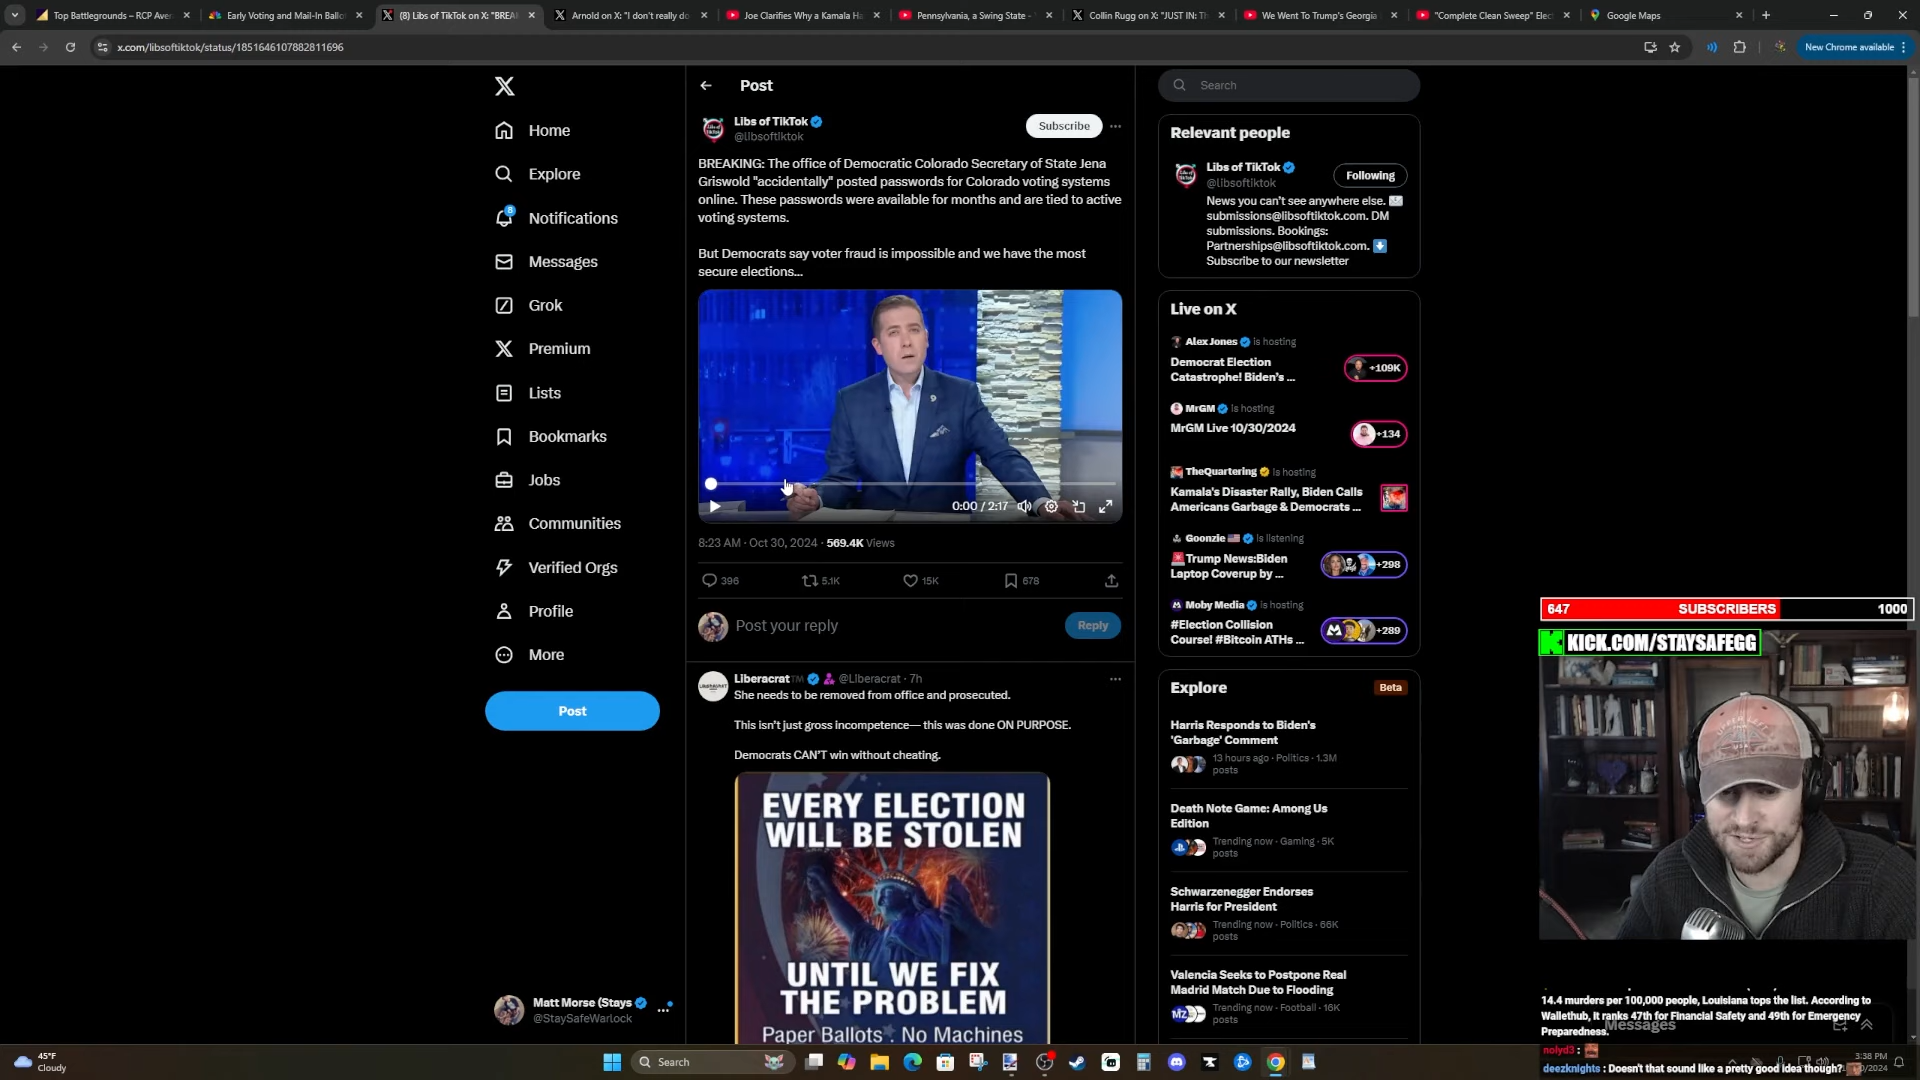 Top Battlegrounds – RCP Aver
Early Voting and Mail-In Ballo
(8) Libs of TikTok on X: "BREA
Arnold on X: "I don't really do
Joe Clarifies Why a Kamala Ha
Pennsylvania, a Swing State -
Collin Rugg on X: "JUST IN: Th
We Went To Trump's Georgia
"Complete Clean Sweep" Elec
Google Maps
x.com/libsoftiktok/status/1851646107882811696
New Chrome available
Home
Explore
8
Notifications
Messages
Grok
Premium
Lists
Bookmarks
Jobs
Communities
Verified Orgs
Profile
More
Post
Matt Morse (Stays
@StaySafeWarlock
Post
Libs of TikTok
@libsoftiktok
Subscribe
BREAKING: The office of Democratic Colorado Secretary of State Jena
Griswold "accidentally" posted passwords for Colorado voting systems
online. These passwords were available for months and are tied to active
voting systems.
But Democrats say voter fraud is impossible and we have the most
secure elections...
0:00 / 2:17
8:23 AM · Oct 30, 2024 · 569.4K Views
396
5.1K
15K
678
Post your reply
Reply
Liberacrat™ @Liberacrat · 7h
She needs to be removed from office and prosecuted.
This isn't just gross incompetence— this was done ON PURPOSE.
Democrats CAN'T win without cheating.
EVERY ELECTION
WILL BE STOLEN
UNTIL WE FIX
THE PROBLEM
Paper Ballots . No Machines
Search
Relevant people
Libs of TikTok
@libsoftiktok
Following
News you can't see anywhere else.
submissions@libsoftiktok.com. DM
submissions. Bookings:
Partnerships@libsoftiktok.com.
Subscribe to our newsletter
Live on X
Alex Jones is hosting
Democrat Election
Catastrophe! Biden's ...
+109K
MrGM is hosting
MrGM Live 10/30/2024
+134
TheQuartering is hosting
Kamala's Disaster Rally, Biden Calls
Americans Garbage & Democrats ...
Goonzie is listening
Trump News:Biden
Laptop Coverup by ...
+298
Moby Media is hosting
#Election Collision
Course! #Bitcoin ATHs ...
+289
Explore
Beta
Harris Responds to Biden's
'Garbage' Comment
13 hours ago · Politics · 1.3M
posts
Death Note Game: Among Us
Edition
Trending now · Gaming · 5K
posts
Schwarzenegger Endorses
Harris for President
Trending now · Politics · 66K
posts
Valencia Seeks to Postpone Real
Madrid Match Due to Flooding
Trending now · Football · 16K
posts
647 SUBSCRIBERS 1000
KICK.COM/STAYSAFEGG
14.4 murders per 100,000 people, Louisiana tops the list. According to
Wallethub, it ranks 47th for Financial Safety and 49th for Emergency
Preparedness.
Messages
nolyd3 :
deezknights : Doesn't that sound like a pretty good idea though?
45°F
Cloudy
Search
3:38 PM